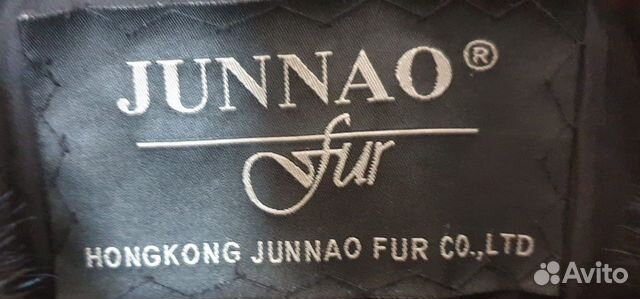 JUNNAO®
fur
HONGKONG JUNNAO FUR CO.,LTD
Avito